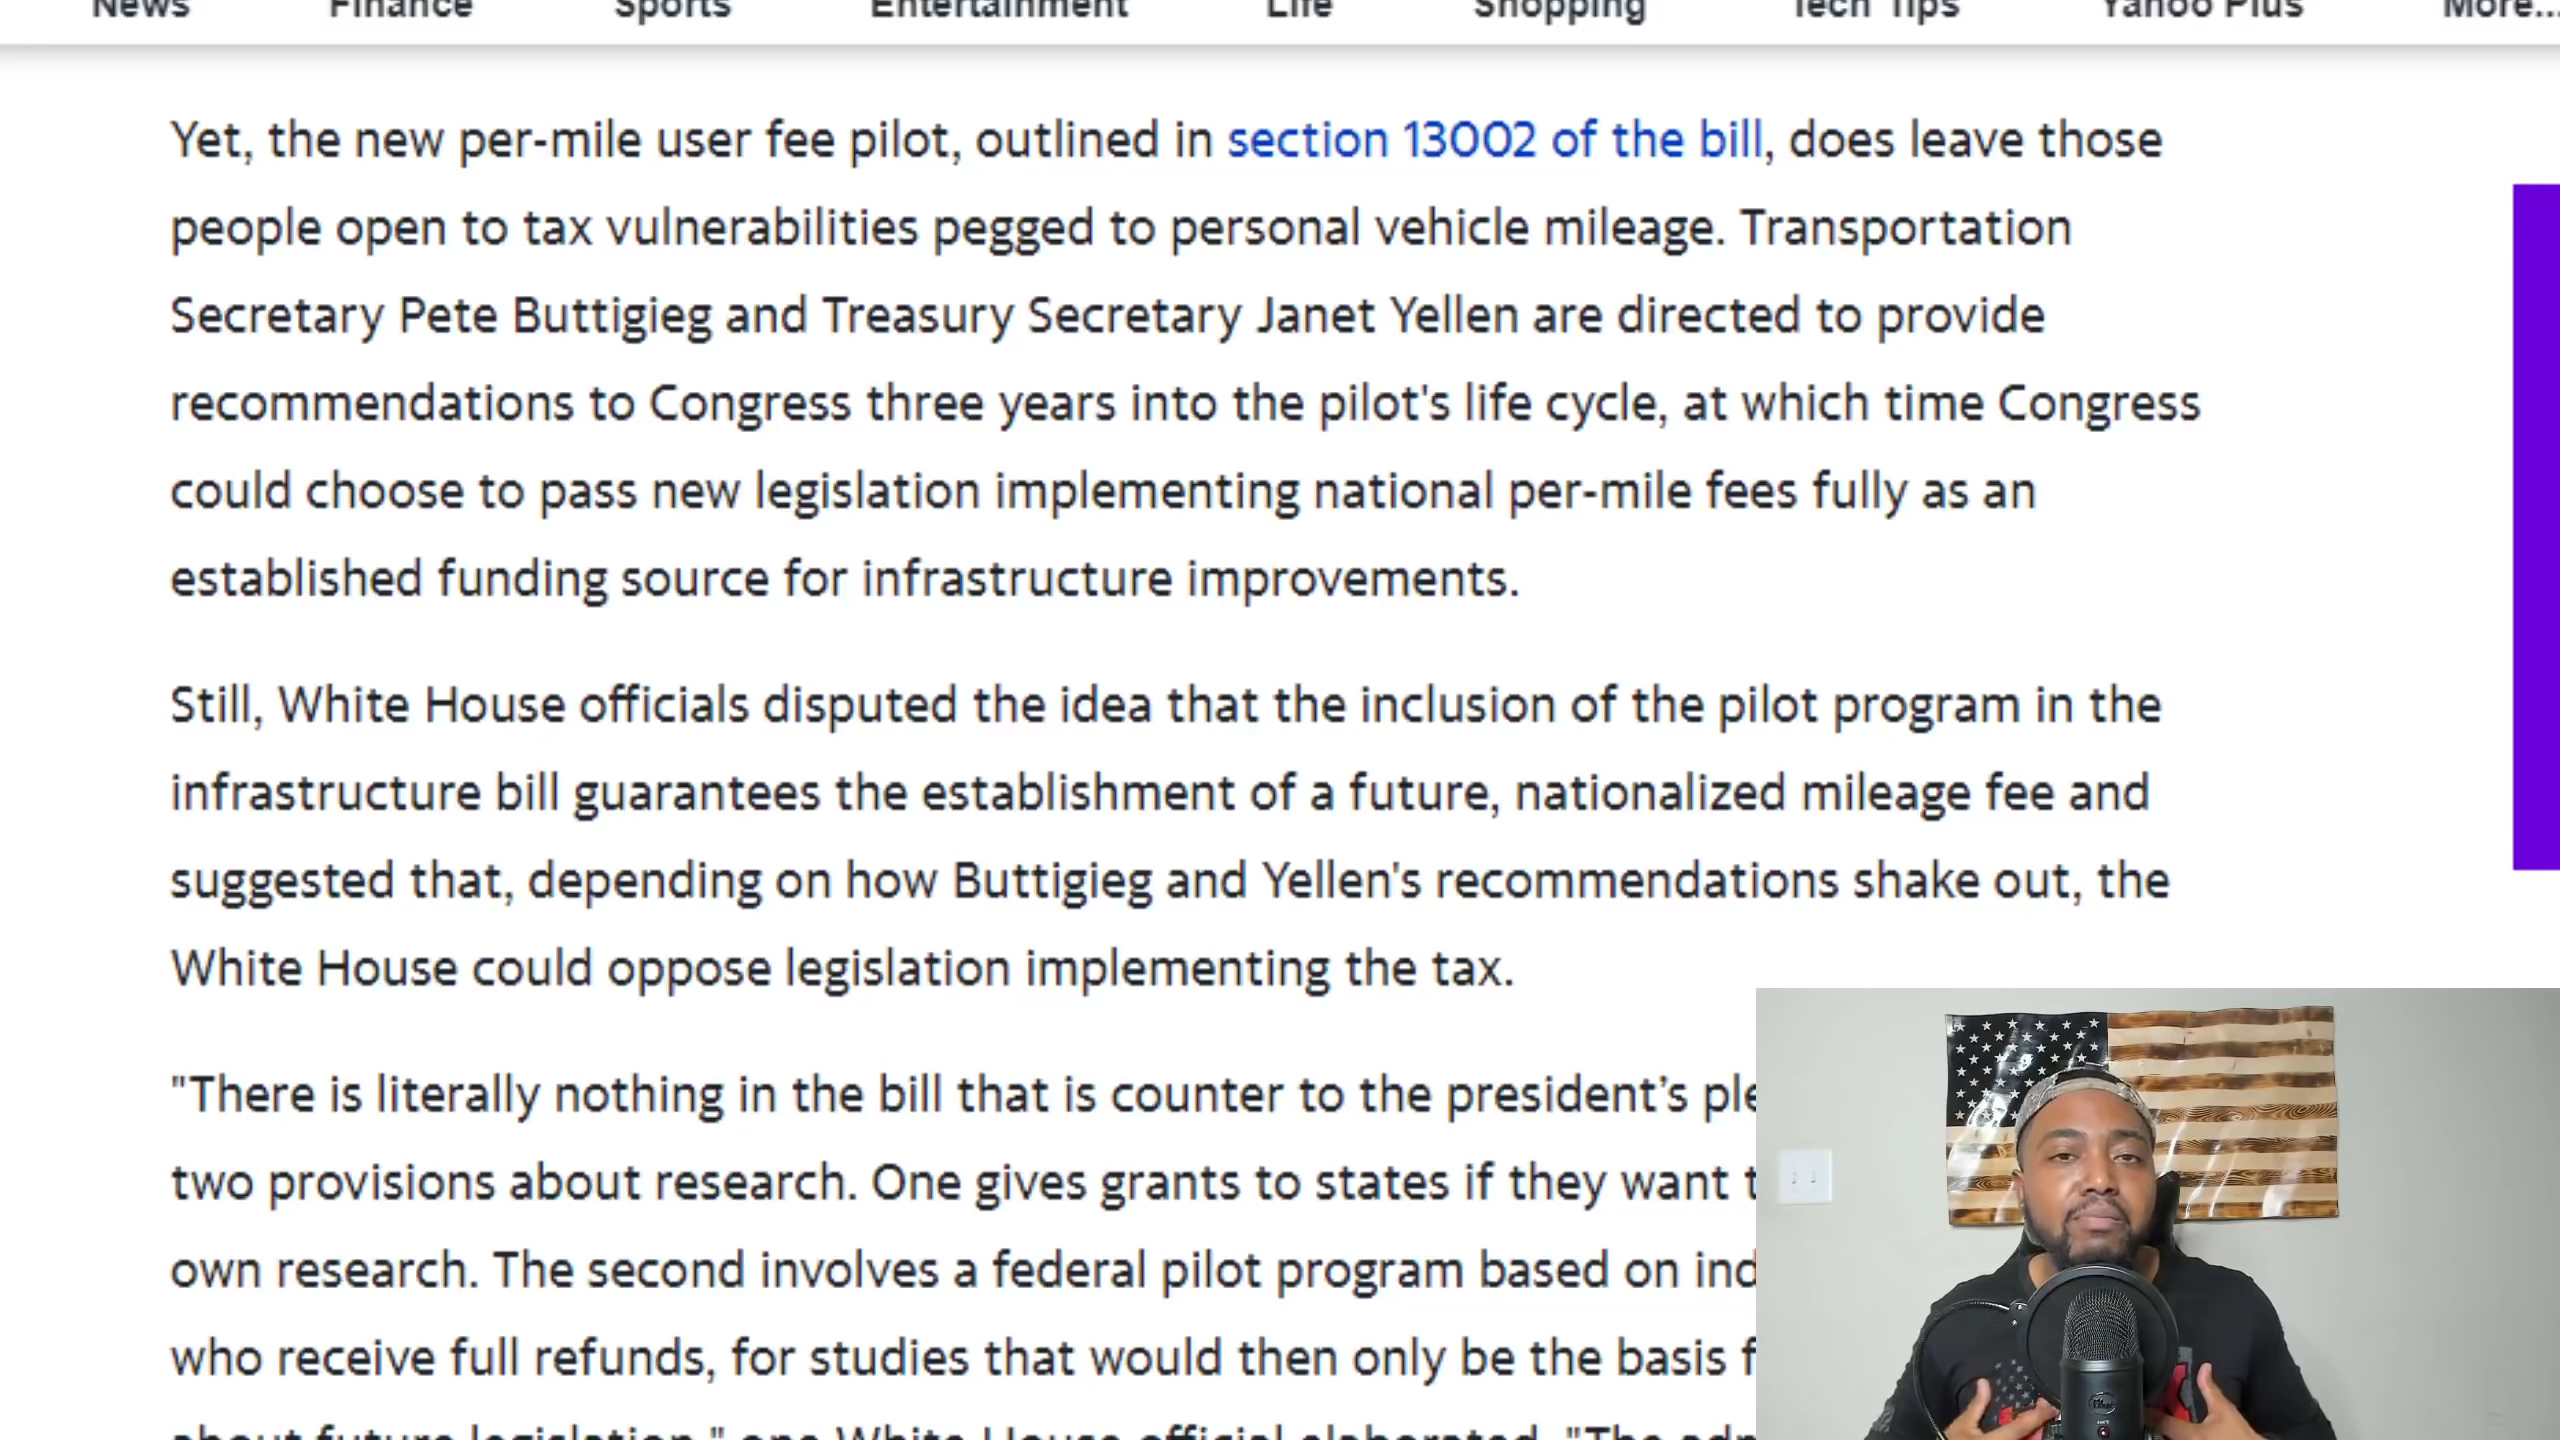 News Finance Sports Entertainment Life Shopping Tech Tips Yahoo Plus More...
Yet, the new per-mile user fee pilot, outlined in section 13002 of the bill, does leave those
people open to tax vulnerabilities pegged to personal vehicle mileage. Transportation
Secretary Pete Buttigieg and Treasury Secretary Janet Yellen are directed to provide
recommendations to Congress three years into the pilot's life cycle, at which time Congress
could choose to pass new legislation implementing national per-mile fees fully as an
established funding source for infrastructure improvements.
Still, White House officials disputed the idea that the inclusion of the pilot program in the
infrastructure bill guarantees the establishment of a future, nationalized mileage fee and
suggested that, depending on how Buttigieg and Yellen's recommendations shake out, the
White House could oppose legislation implementing the tax.
"There is literally nothing in the bill that is counter to the president’s
two provisions about research. One gives grants to states if they want
own research. The second involves a federal pilot program based on
who receive full refunds, for studies that would then only be the basis
about future legislation," one White House official elaborated. "The